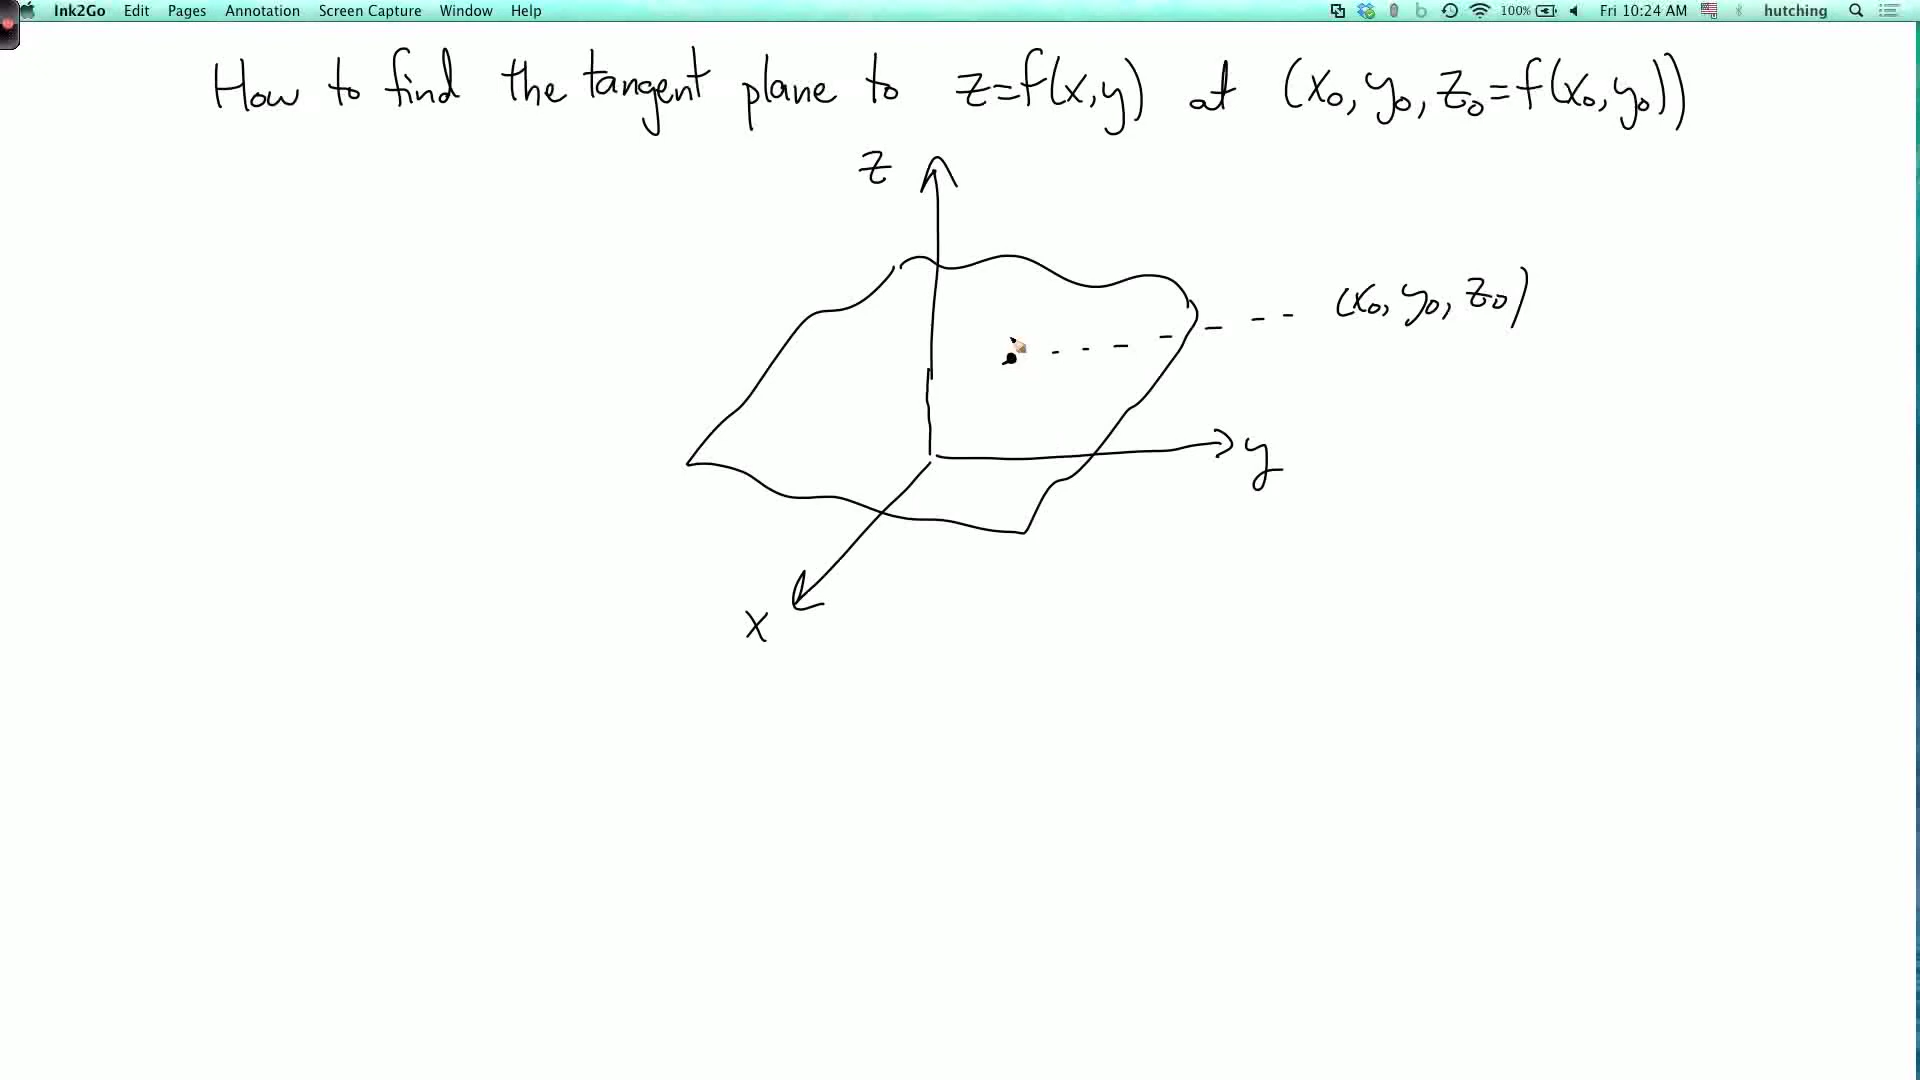 Ink2Go Edit Pages Annotation Screen Capture Window Help 100% Fri 10:24 AM hutching
How to find the tangent plane to z=f(x,y) at (x₀, y₀, z₀=f(x₀,y₀))
z
(x₀, y₀, z₀)
y
x